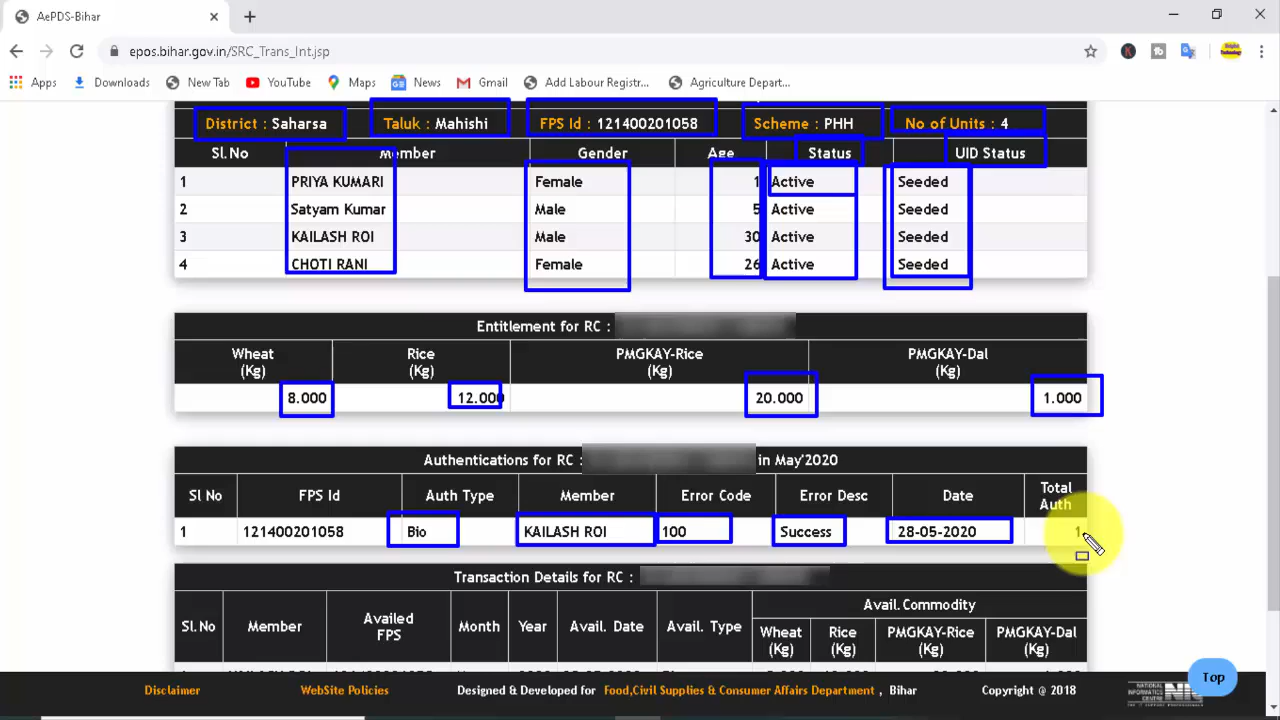 AePDS-Bihar
epos.bihar.gov.in/SRC_Trans_Int.jsp
Apps Downloads New Tab YouTube Maps News Gmail Add Labour Registr... Agriculture Depart...
District : Saharsa Taluk : Mahishi FPS Id : 121400201058 Scheme : PHH No of Units : 4
Sl.No Member Gender Age Status UID Status
1 PRIYA KUMARI Female 1 Active Seeded
2 Satyam Kumar Male 5 Active Seeded
3 KAILASH ROI Male 30 Active Seeded
4 CHOTI RANI Female 26 Active Seeded
Entitlement for RC :
Wheat (Kg) Rice (Kg) PMGKAY-Rice (Kg) PMGKAY-Dal (Kg)
8.000 12.000 20.000 1.000
Authentications for RC : in May'2020
Sl No FPS Id Auth Type Member Error Code Error Desc Date Total Auth
1 121400201058 Bio KAILASH ROI 100 Success 28-05-2020 1
Transaction Details for RC :
Sl.No Member Availed FPS Month Year Avail. Date Avail. Type Avail.Commodity
Wheat (Kg) Rice (Kg) PMGKAY-Rice (Kg) PMGKAY-Dal (Kg)
Disclaimer WebSite Policies Designed & Developed for Food,Civil Supplies & Consumer Affairs Department , Bihar Copyright @ 2018
NATIONAL INFORMATICS CENTRE
Top